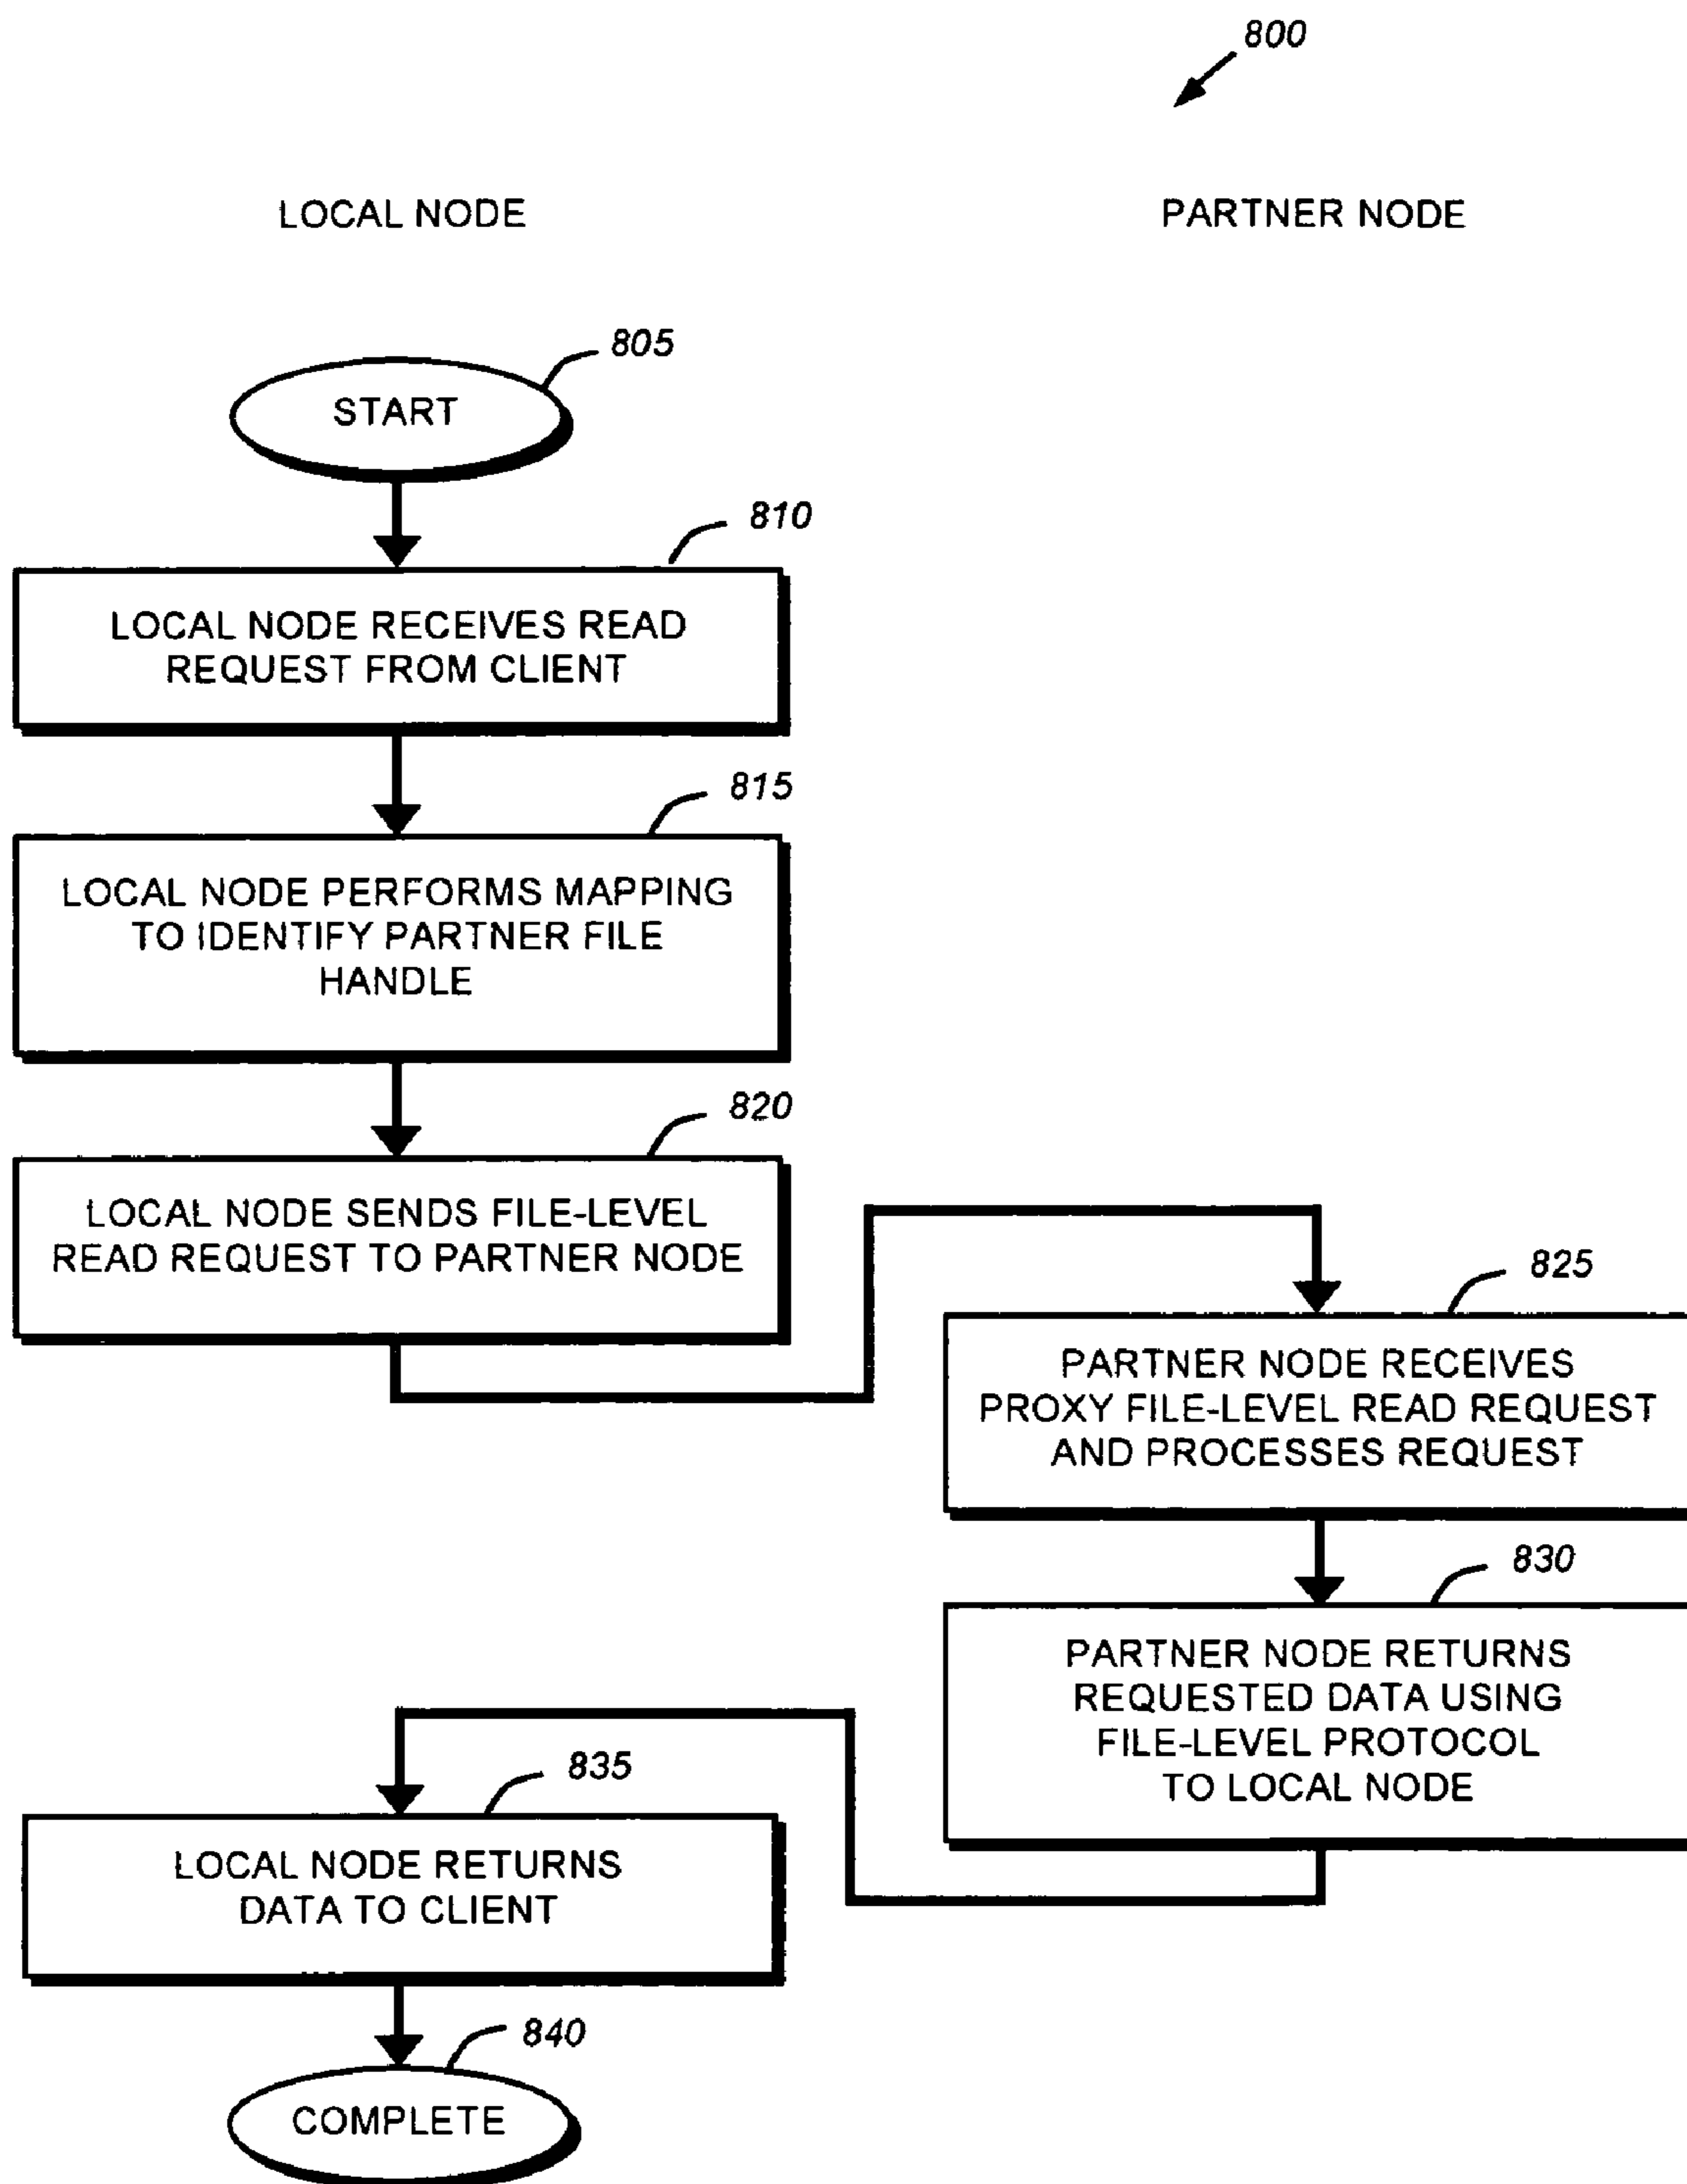 800
LOCAL NODE
PARTNER NODE
805
START
810
LOCAL NODE RECEIVES READ
REQUEST FROM CLIENT
815
LOCAL NODE PERFORMS MAPPING
TO IDENTIFY PARTNER FILE
HANDLE
820
LOCAL NODE SENDS FILE-LEVEL
READ REQUEST TO PARTNER NODE
825
PARTNER NODE RECEIVES
PROXY FILE-LEVEL READ REQUEST
AND PROCESSES REQUEST
830
PARTNER NODE RETURNS
REQUESTED DATA USING
FILE-LEVEL PROTOCOL
TO LOCAL NODE
835
LOCAL NODE RETURNS
DATA TO CLIENT
840
COMPLETE